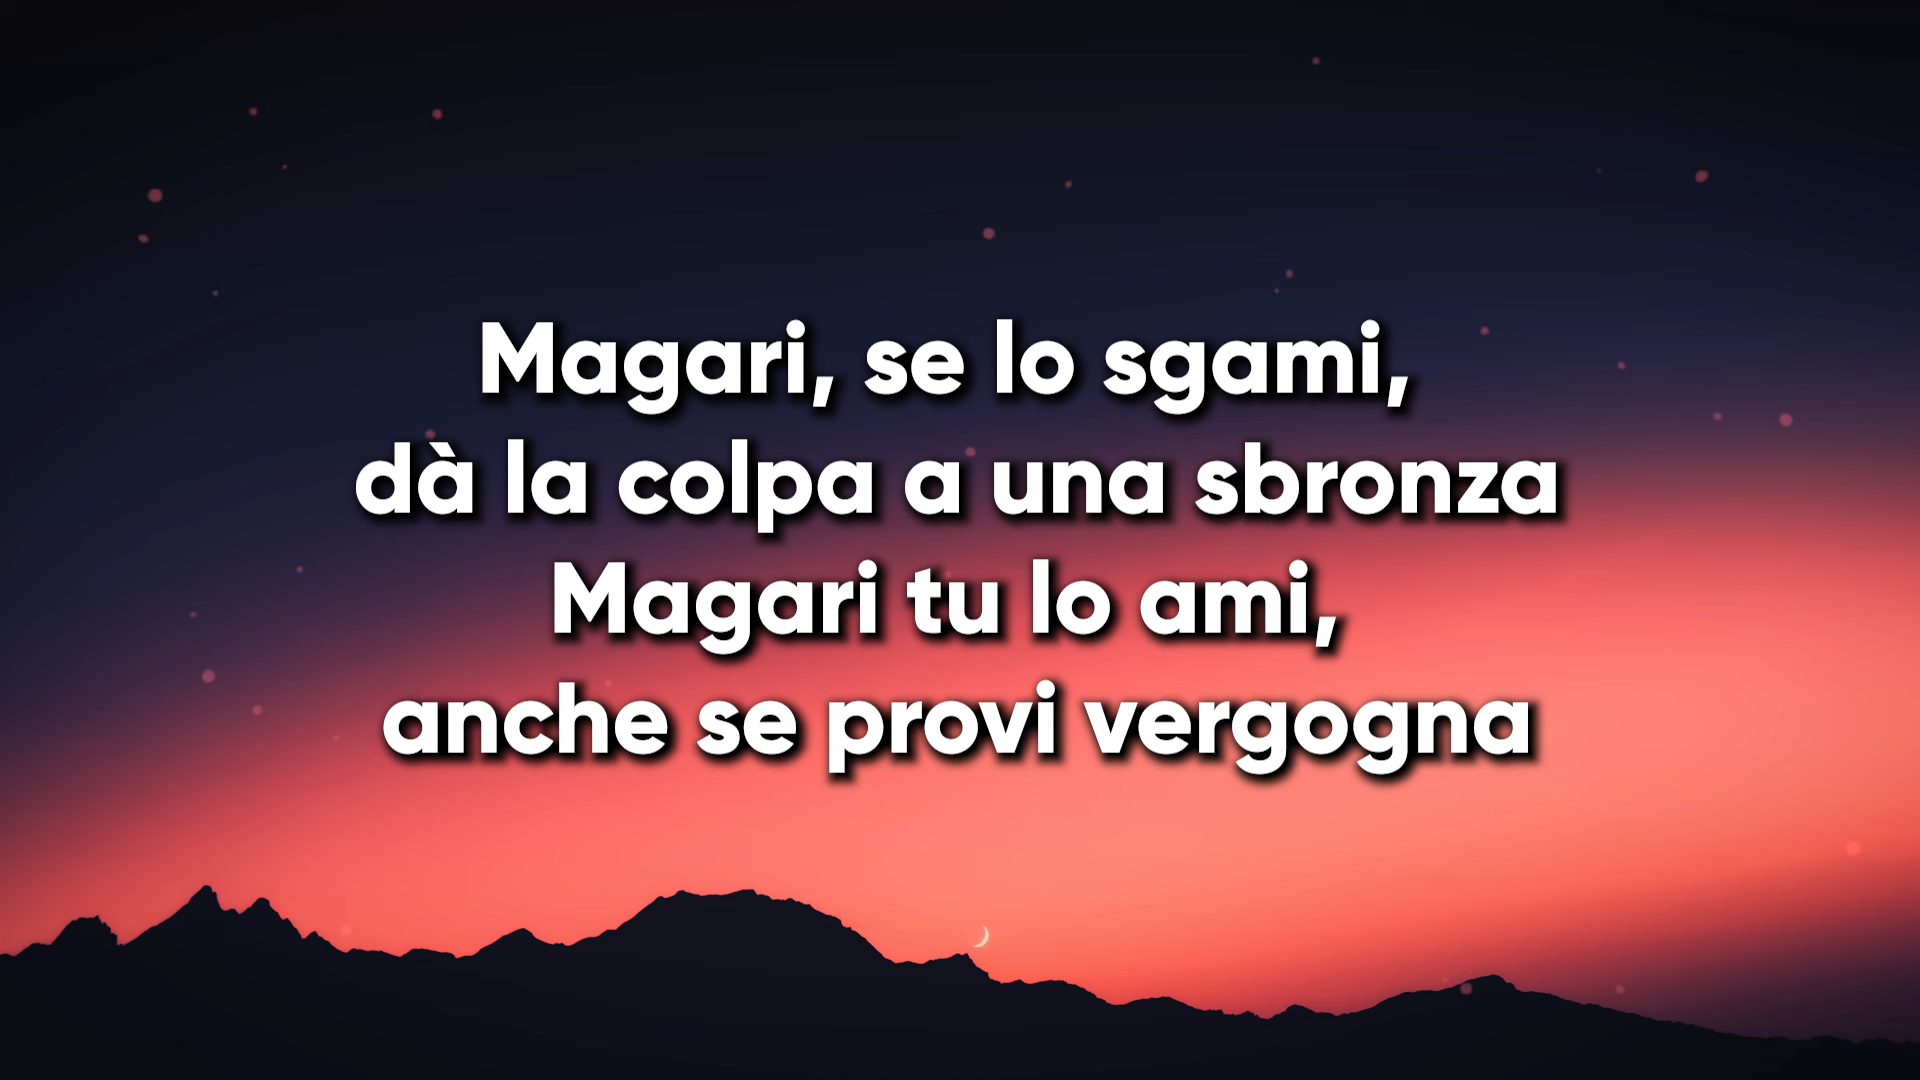 Magari, se lo sgami,
dà la colpa a una sbronza
Magari tu lo ami,
anche se provi vergogna